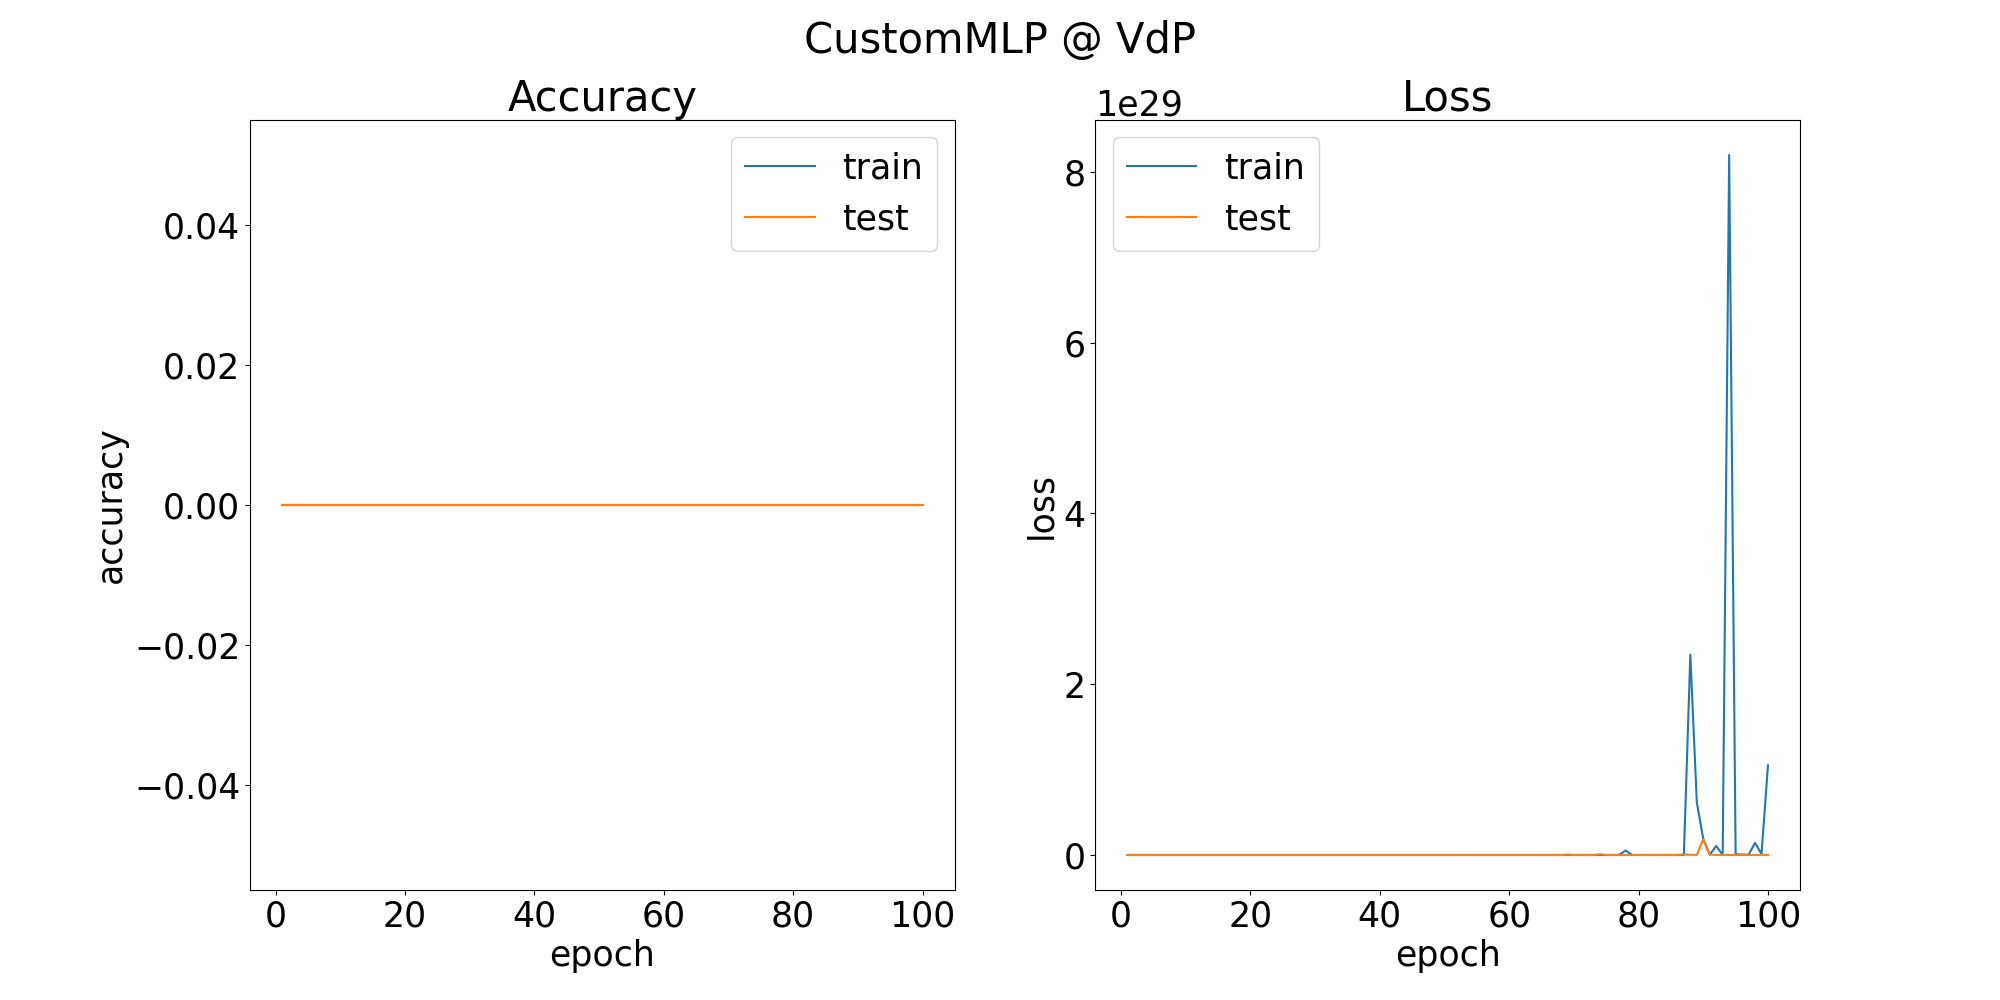 CustomMLP @ VdP
Accuracy
train
test
0.04
0.02
0.00
−0.02
−0.04
accuracy
0 20 40 60 80 100
epoch
Loss
1e29
train
test
8
6
4
2
0
loss
0 20 40 60 80 100
epoch